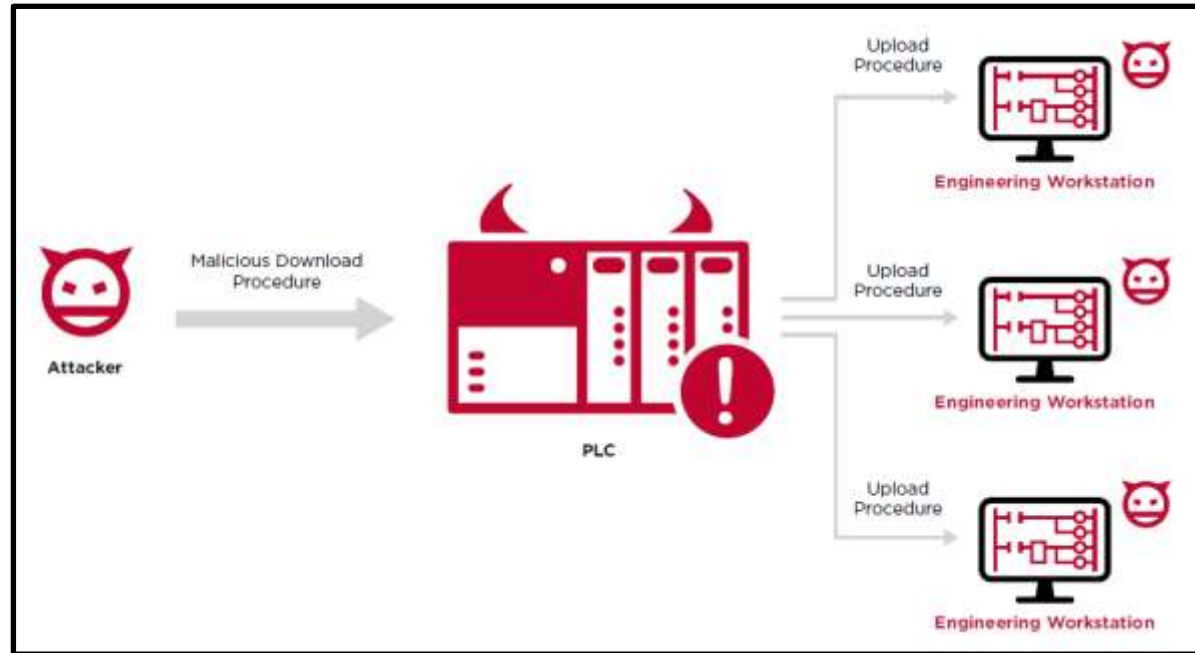 Malicious Download
Procedure
Attacker
PLC
Upload
Procedure
Engineering Workstation
Upload
Procedure
Engineering Workstation
Upload
Procedure
Engineering Workstation